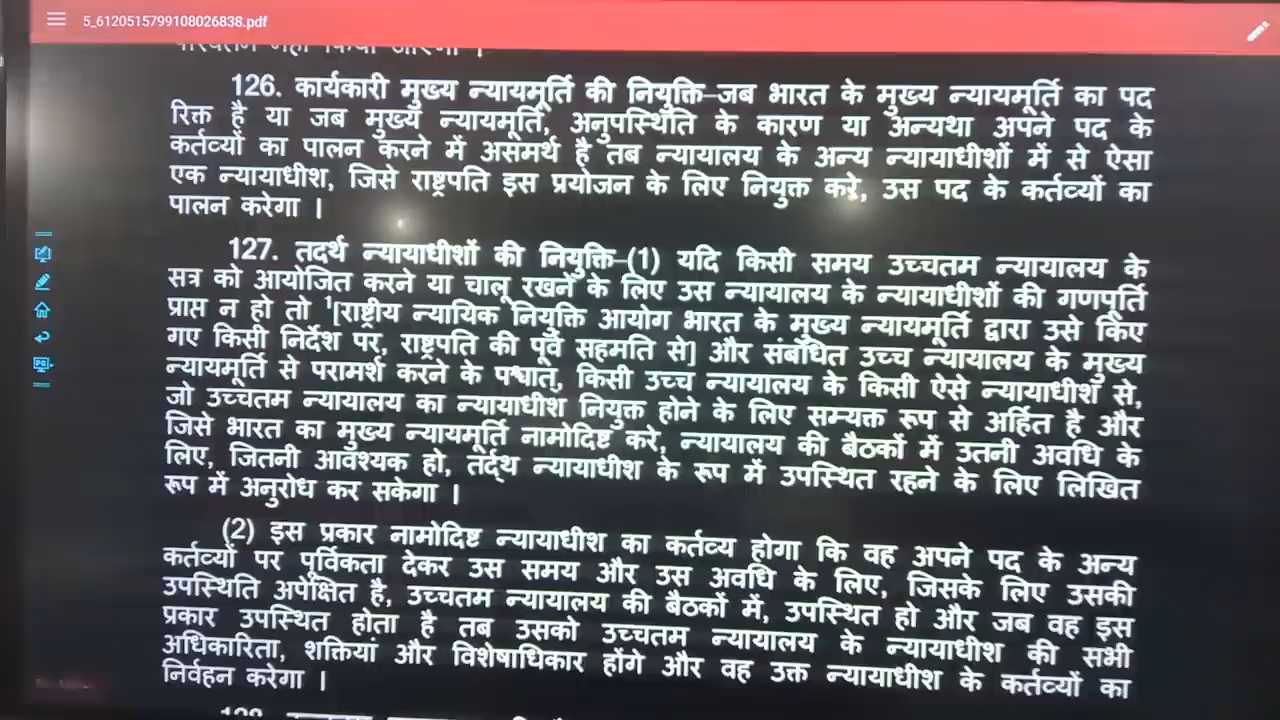 5_6120515799108026838.pdf
126. कार्यकारी मुख्य न्यायमूर्ति की नियुक्ति–जब भारत के मुख्य न्यायमूर्ति का पद
रिक्त है या जब मुख्य न्यायमूर्ति, अनुपस्थिति के कारण या अन्यथा अपने पद के
कर्तव्यों का पालन करने में असमर्थ है तब न्यायालय के अन्य न्यायाधीशों में से ऐसा
एक न्यायाधीश, जिसे राष्ट्रपति इस प्रयोजन के लिए नियुक्त करे, उस पद के कर्तव्यों का
पालन करेगा ।
127. तदर्थ न्यायाधीशों की नियुक्ति–(1) यदि किसी समय उच्चतम न्यायालय के
सत्र को आयोजित करने या चालू रखने के लिए उस न्यायालय के न्यायाधीशों की गणपूर्ति
प्राप्त न हो तो 1[राष्ट्रीय न्यायिक नियुक्ति आयोग भारत के मुख्य न्यायमूर्ति द्वारा उसे किए
गए किसी निर्देश पर, राष्ट्रपति की पूर्व सहमति से] और संबंधित उच्च न्यायालय के मुख्य
न्यायमूर्ति से परामर्श करने के पश्चात्, किसी उच्च न्यायालय के किसी ऐसे न्यायाधीश से,
जो उच्चतम न्यायालय का न्यायाधीश नियुक्त होने के लिए सम्यक रूप से अर्हित है और
जिसे भारत का मुख्य न्यायमूर्ति नामोदिष्ट करे, न्यायालय की बैठकों में उतनी अवधि के
लिए, जितनी आवश्यक हो, तर्द्थ न्यायाधीश के रूप में उपस्थित रहने के लिए लिखित
रूप में अनुरोध कर सकेगा ।
(2) इस प्रकार नामोदिष्ट न्यायाधीश का कर्तव्य होगा कि वह अपने पद के अन्य
कर्तव्यों पर पूर्विकता देकर उस समय और उस अवधि के लिए, जिसके लिए उसकी
उपस्थिति अपेक्षित है, उच्चतम न्यायालय की बैठकों में, उपस्थित हो और जब वह इस
प्रकार उपस्थित होता है तब उसको उच्चतम न्यायालय के न्यायाधीश की सभी
अधिकारिता, शक्तियां और विशेषाधिकार होंगे और वह उक्त न्यायाधीश के कर्तव्यों का
निर्वहन करेगा ।